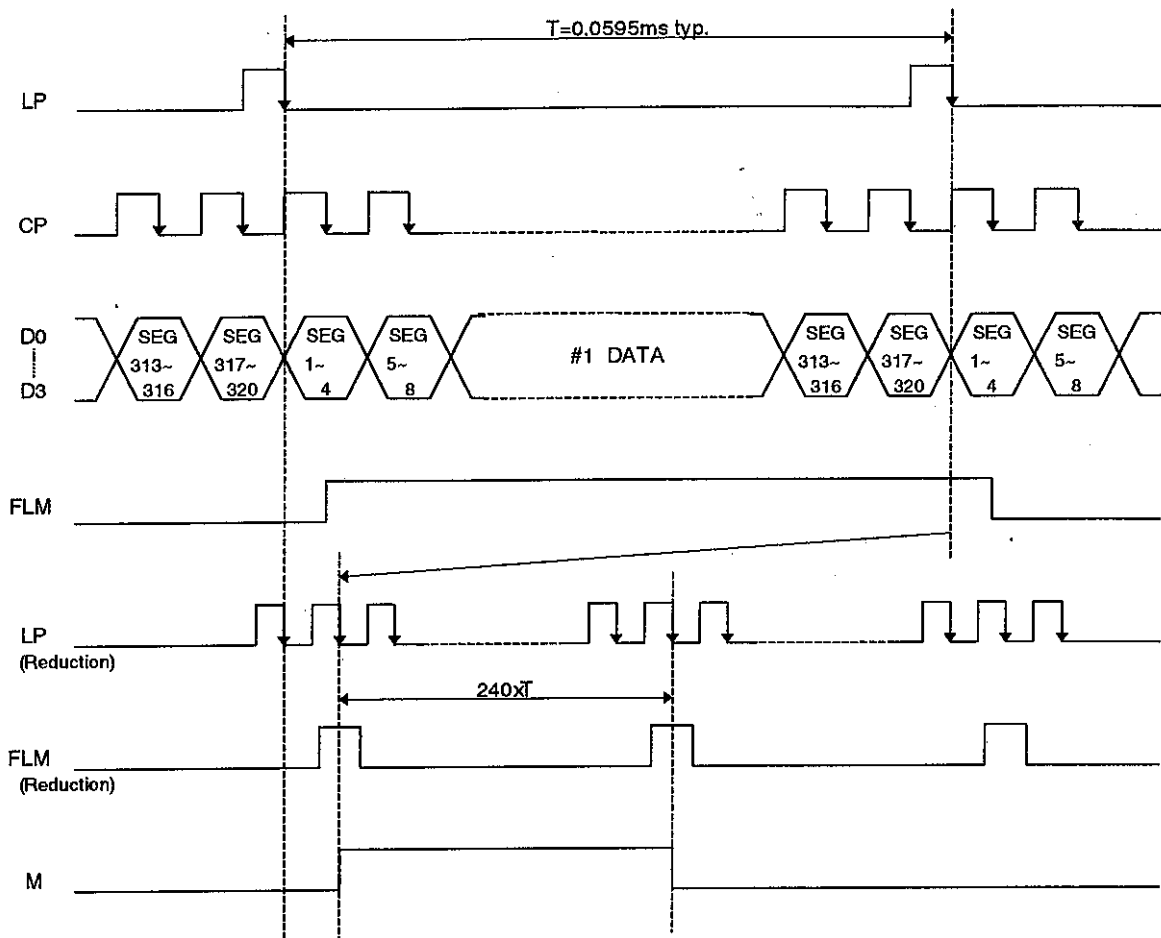 T=0.0595ms typ.
LP
CP
D0
D3
SEG
313~
316
SEG
317~
320
SEG
1~
4
SEG
5~
8
#1 DATA
SEG
313~
316
SEG
317~
320
SEG
1~
4
SEG
5~
8
FLM
LP
(Reduction)
240xT
FLM
(Reduction)
M